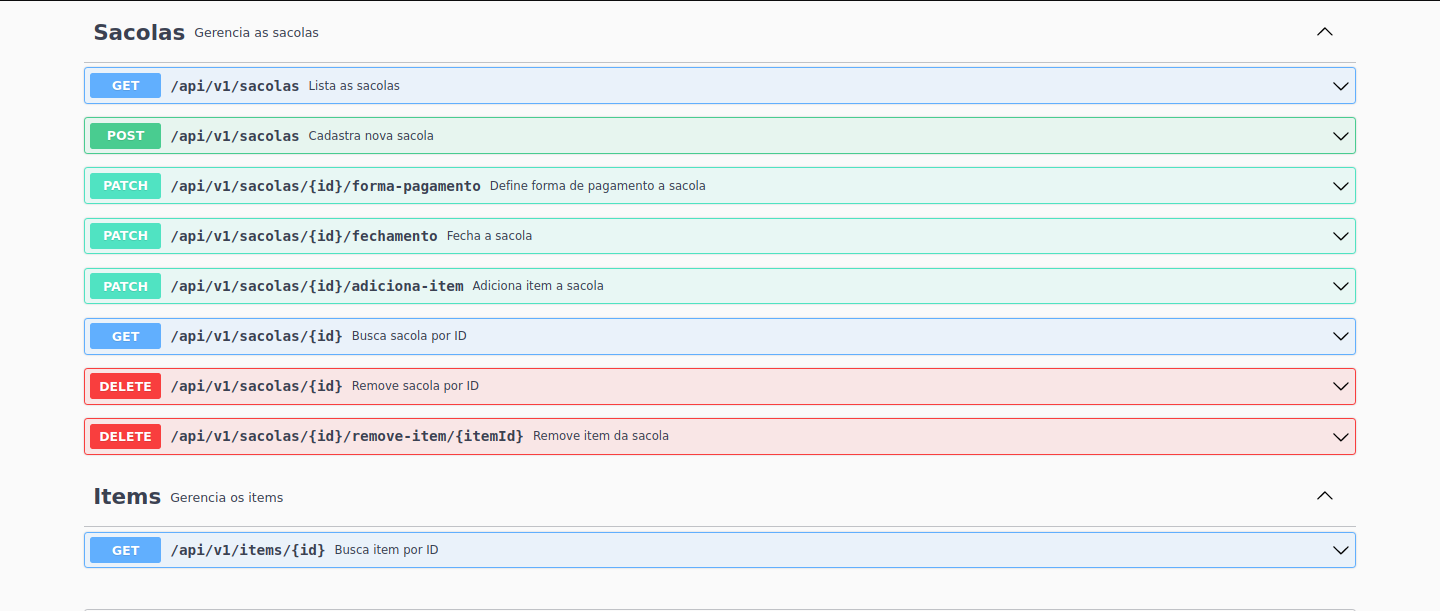 Sacolas Gerencia as sacolas
GET /api/v1/sacolas Lista as sacolas
POST /api/v1/sacolas Cadastra nova sacola
PATCH /api/v1/sacolas/{id}/forma-pagamento Define forma de pagamento a sacola
PATCH /api/v1/sacolas/{id}/fechamento Fecha a sacola
PATCH /api/v1/sacolas/{id}/adiciona-item Adiciona item a sacola
GET /api/v1/sacolas/{id} Busca sacola por ID
DELETE /api/v1/sacolas/{id} Remove sacola por ID
DELETE /api/v1/sacolas/{id}/remove-item/{itemId} Remove item da sacola
Items Gerencia os items
GET /api/v1/items/{id} Busca item por ID